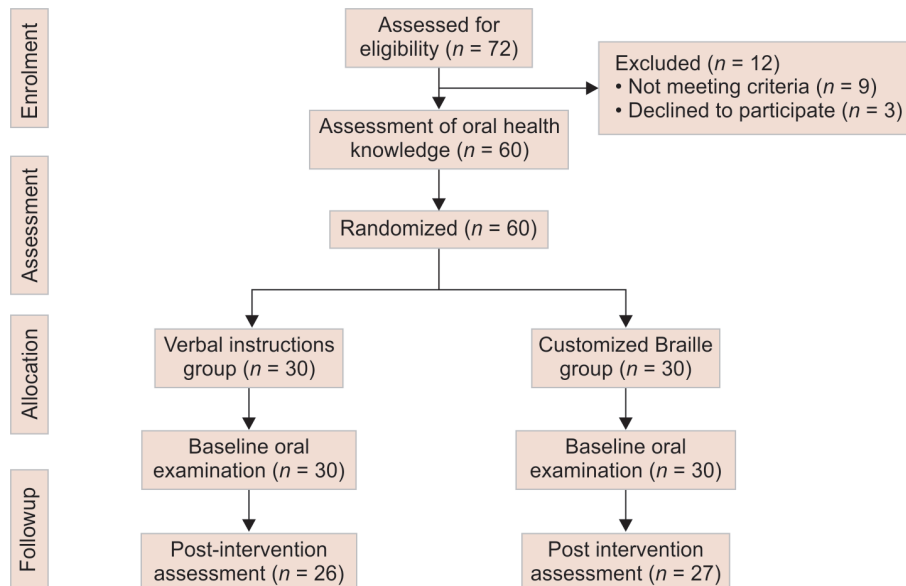 Enrolment
Assessed for
eligibility (n = 72)
Excluded (n = 12)
• Not meeting criteria (n = 9)
• Declined to participate (n = 3)
Assessment of oral health
knowledge (n = 60)
Assessment
Randomized (n = 60)
Allocation
Verbal instructions
group (n = 30)
Customized Braille
group (n = 30)
Baseline oral
examination (n = 30)
Baseline oral
examination (n = 30)
Followup
Post-intervention
assessment (n = 26)
Post intervention
assessment (n = 27)